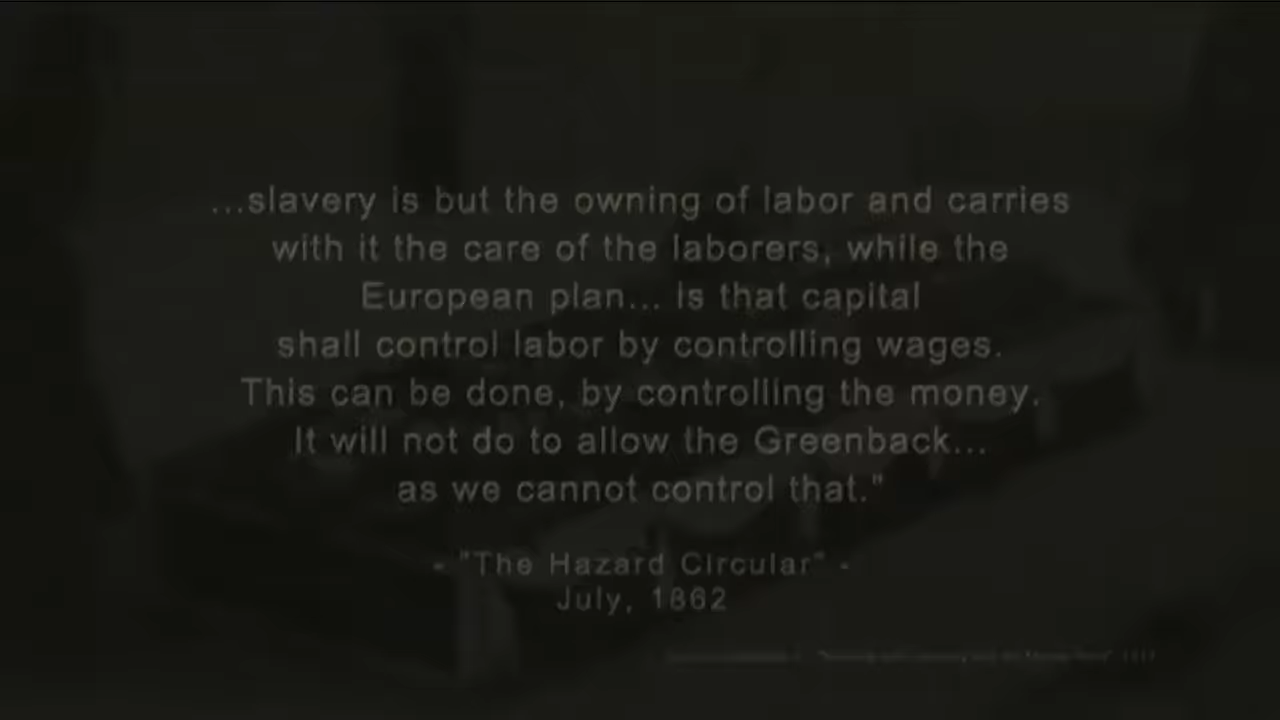 ...slavery is but the owning of labor and carries
with it the care of the laborers, while the
European plan... is that capital
shall control labor by controlling wages.
This can be done, by controlling the money.
It will not do to allow the Greenback...
as we cannot control that."
- "The Hazard Circular" -
July, 1862